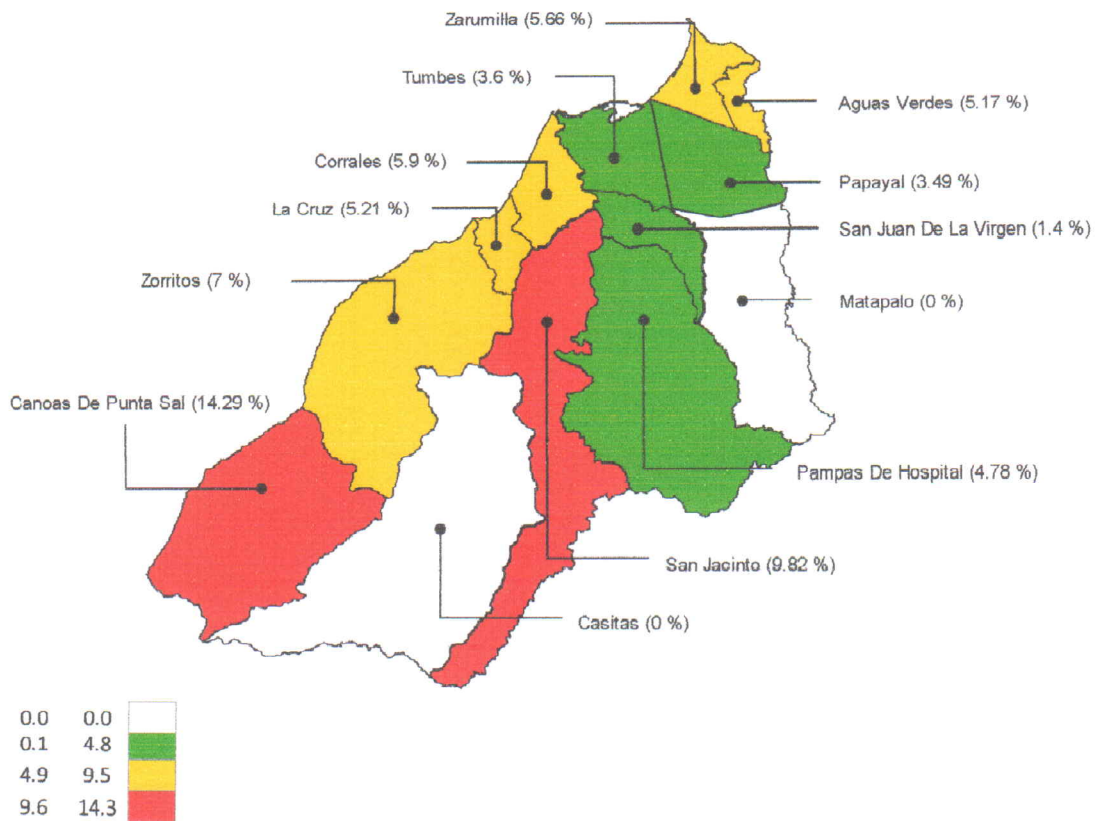 Zarumilla (5.66 %)
Tumbes (3.6 %)
Aguas Verdes (5.17 %)
Corrales (5.9 %)
Papayal (3.49 %)
La Cruz (5.21 %)
San Juan De La Virgen (1.4 %)
Zorritos (7 %)
Matapalo (0 %)
Canoas De Punta Sal (14.29 %)
Pampas De Hospital (4.78 %)
San Jacinto (9.82 %)
Casitas (0 %)
0.0 0.0
0.1 4.8
4.9 9.5
9.6 14.3